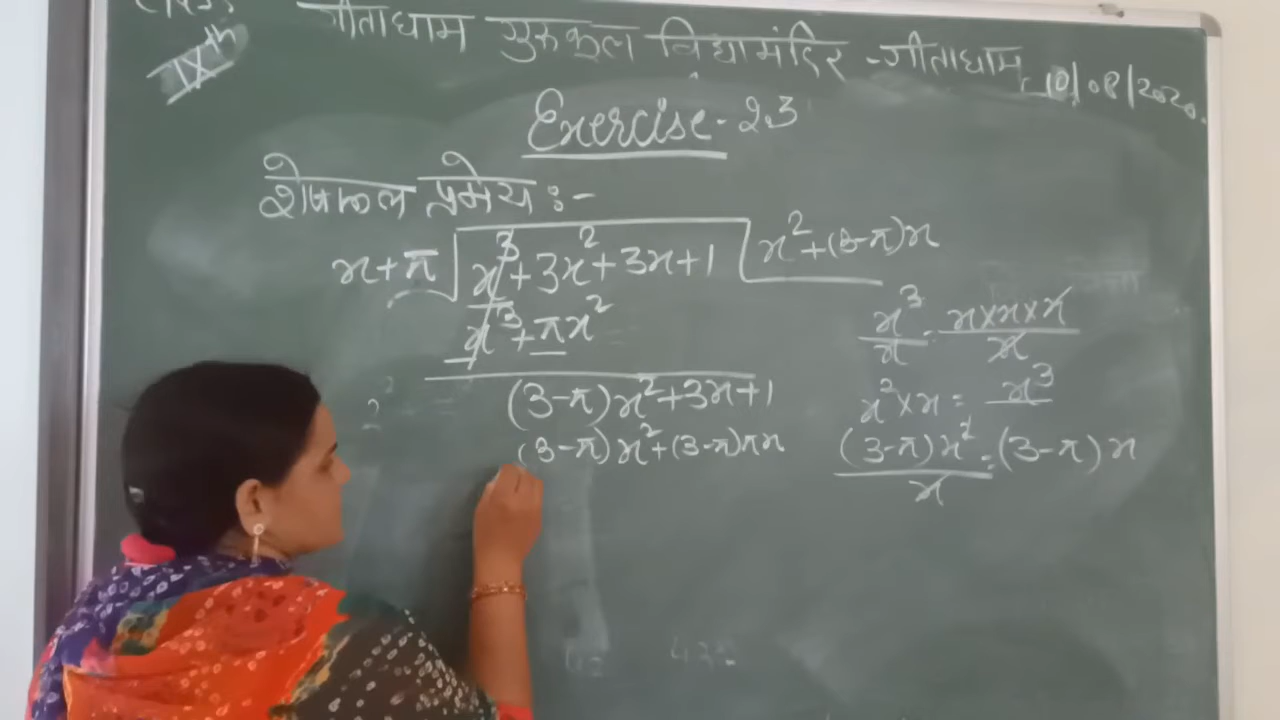 IXth
गीताधाम गुरुकुल विद्यामंदिर - गीताधाम 10/08/2020.
Exercise - 2.3
शेषफल प्रमेय :-
x+π x³+3x²+3x+1 x²+(3-π)x
x³+πx²
(3-π)x²+3x+1
(3-π)x²+(3-π)πx
x³/x = x×x×x/x
x²×x = x³
(3-π)x²/x = (3-π)x